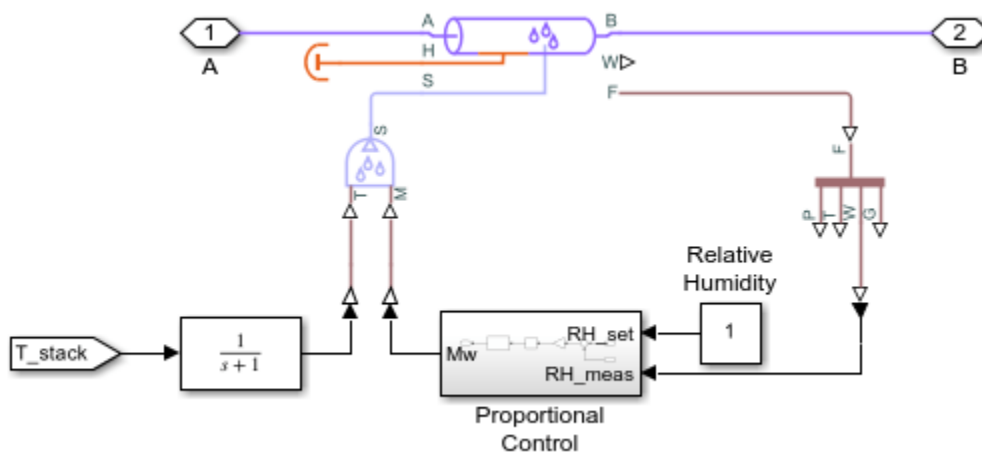 1
A
A
H
S
B
W
F
2
B
S
T
M
F
P
T
W
G
Relative
Humidity
1
T_stack
1
s + 1
Mw
RH_set
RH_meas
Proportional
Control